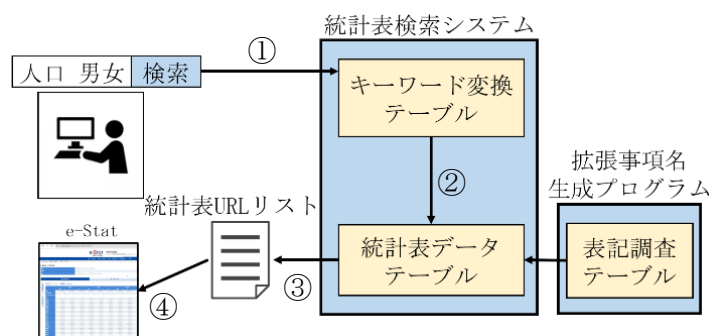 統計表検索システム
①
人口 男女 検索
キーワード変換
テーブル
②
拡張事項名
生成プログラム
統計表URLリスト
e-Stat
統計表データ
テーブル
表記調査
テーブル
③
④